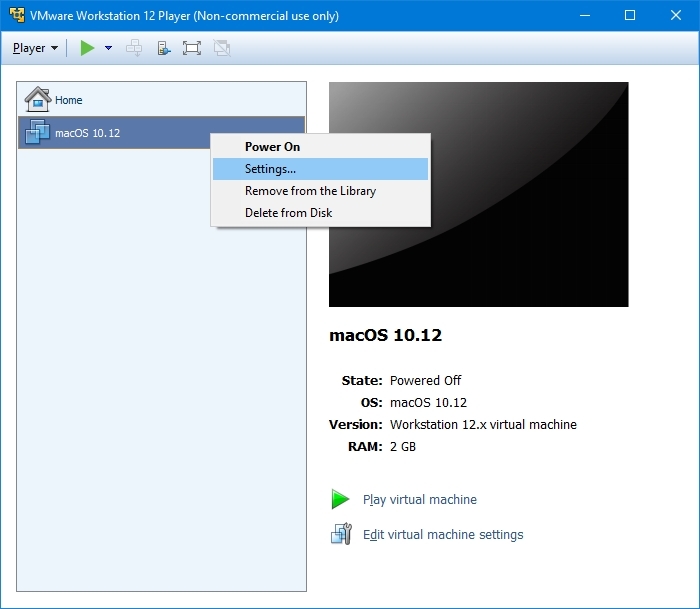 VMware Workstation 12 Player (Non-commercial use only)
Player
Home
macOS 10.12
Power On
Settings...
Remove from the Library
Delete from Disk
macOS 10.12
State: Powered Off
OS: macOS 10.12
Version: Workstation 12.x virtual machine
RAM: 2 GB
Play virtual machine
Edit virtual machine settings